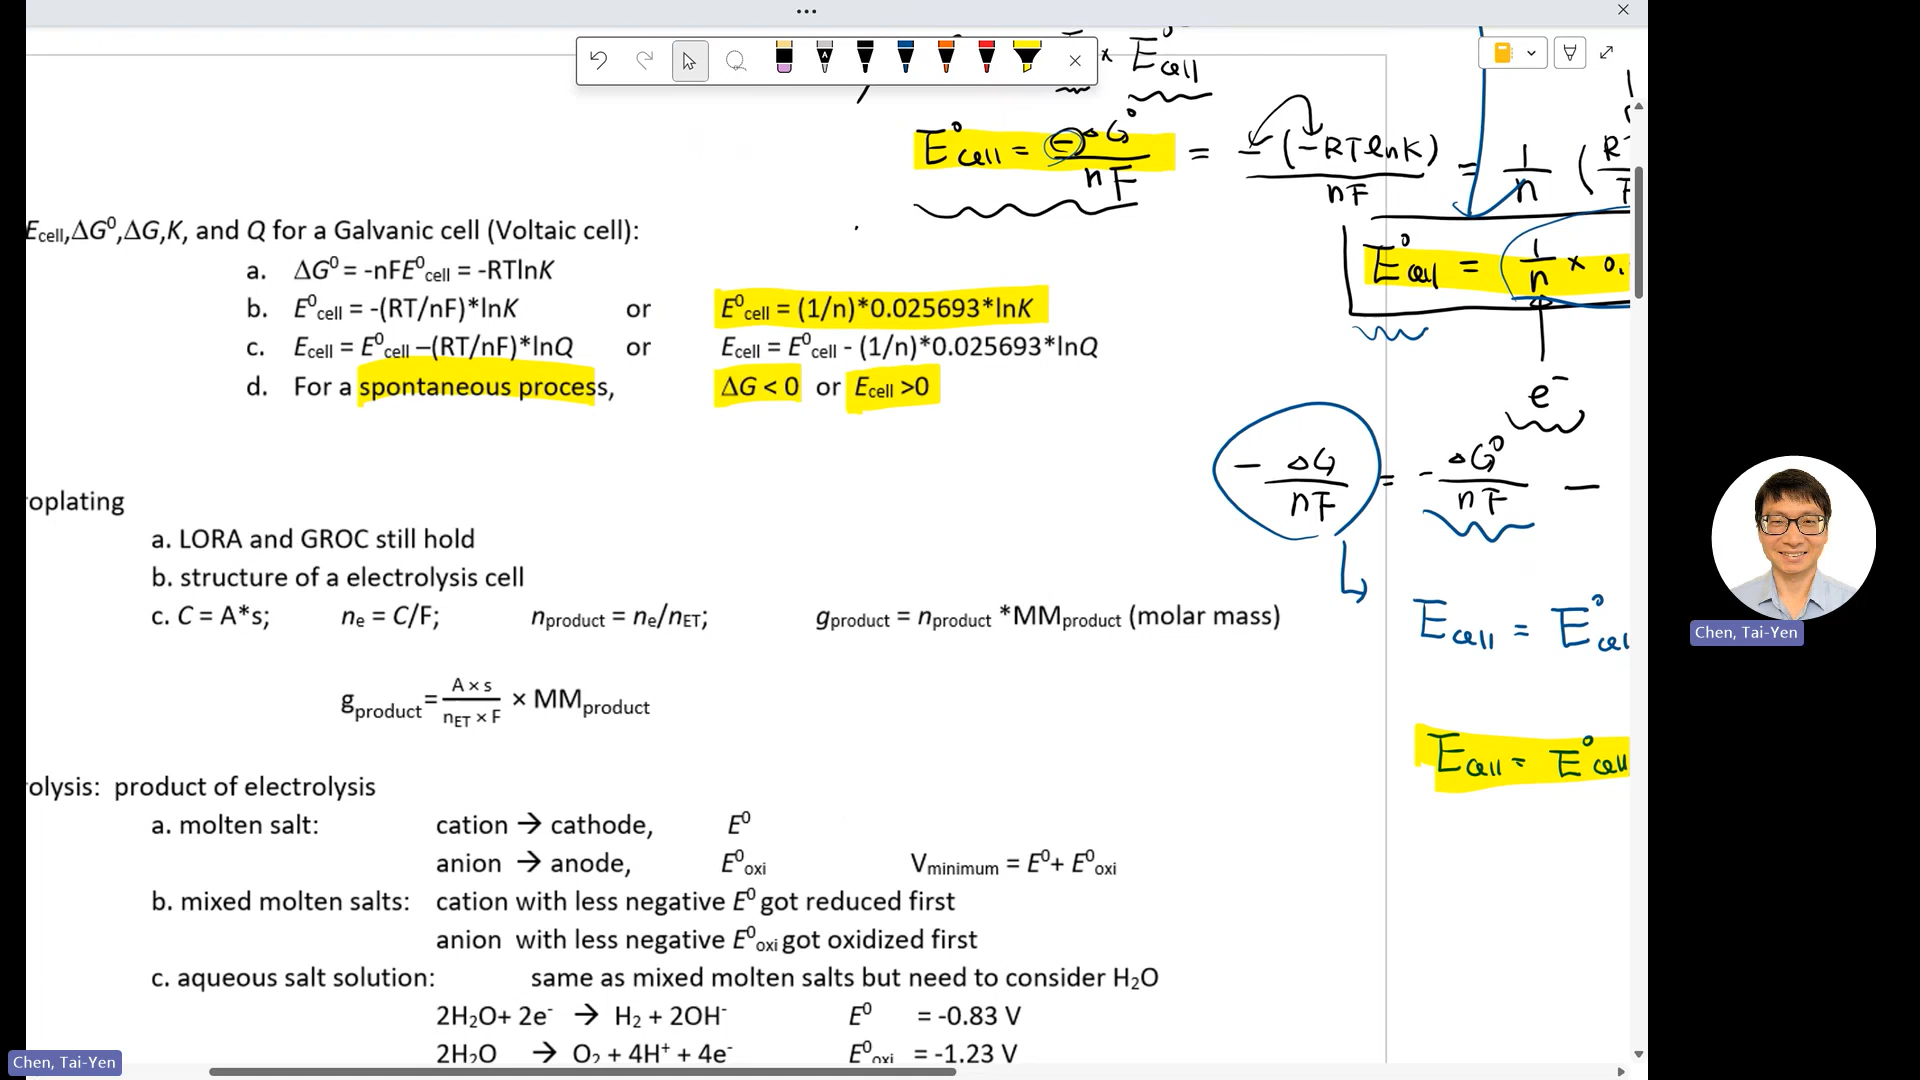 × E⁰cell
E⁰cell = -ΔG⁰/nF = -(-RTlnK)/nF = 1/n (R
Ecell,ΔG⁰,ΔG,K, and Q for a Galvanic cell (Voltaic cell):
a. ΔG⁰ = -nFE⁰cell = -RTlnK
E⁰cell = 1/n × 0.
b. E⁰cell = -(RT/nF)*lnK or E⁰cell = (1/n)*0.025693*lnK
c. Ecell = E⁰cell –(RT/nF)*lnQ or Ecell = E⁰cell - (1/n)*0.025693*lnQ
d. For a spontaneous process, ΔG < 0 or Ecell >0
e⁻
- ΔG/nF = - ΔG⁰/nF –
oplating
a. LORA and GROC still hold
b. structure of a electrolysis cell
c. C = A*s; ne = C/F; nproduct = ne/nET; gproduct = nproduct *MMproduct (molar mass)
Ecell = E⁰cel
gproduct = A × s/nET × F × MMproduct
Ecell = E⁰cell
olysis: product of electrolysis
a. molten salt: cation → cathode, E⁰
anion → anode, E⁰oxi Vminimum = E⁰+ E⁰oxi
b. mixed molten salts: cation with less negative E⁰ got reduced first
anion with less negative E⁰oxi got oxidized first
c. aqueous salt solution: same as mixed molten salts but need to consider H₂O
2H₂O+ 2e⁻ → H₂ + 2OH⁻ E⁰ = -0.83 V
2H₂O → O₂ + 4H⁺ + 4e⁻ E⁰oxi = -1.23 V
Chen, Tai-Yen
Chen, Tai-Yen